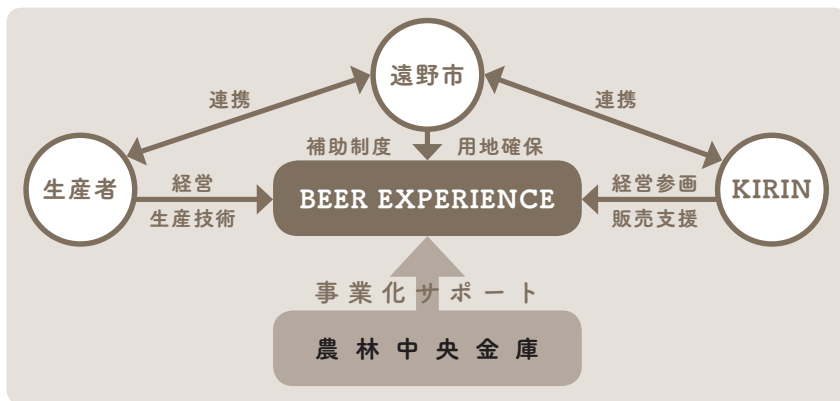 遠野市
連携
連携
補助制度
用地確保
生産者
経営
生産技術
BEER EXPERIENCE
経営参画
販売支援
KIRIN
事業化サポート
農林中央金庫